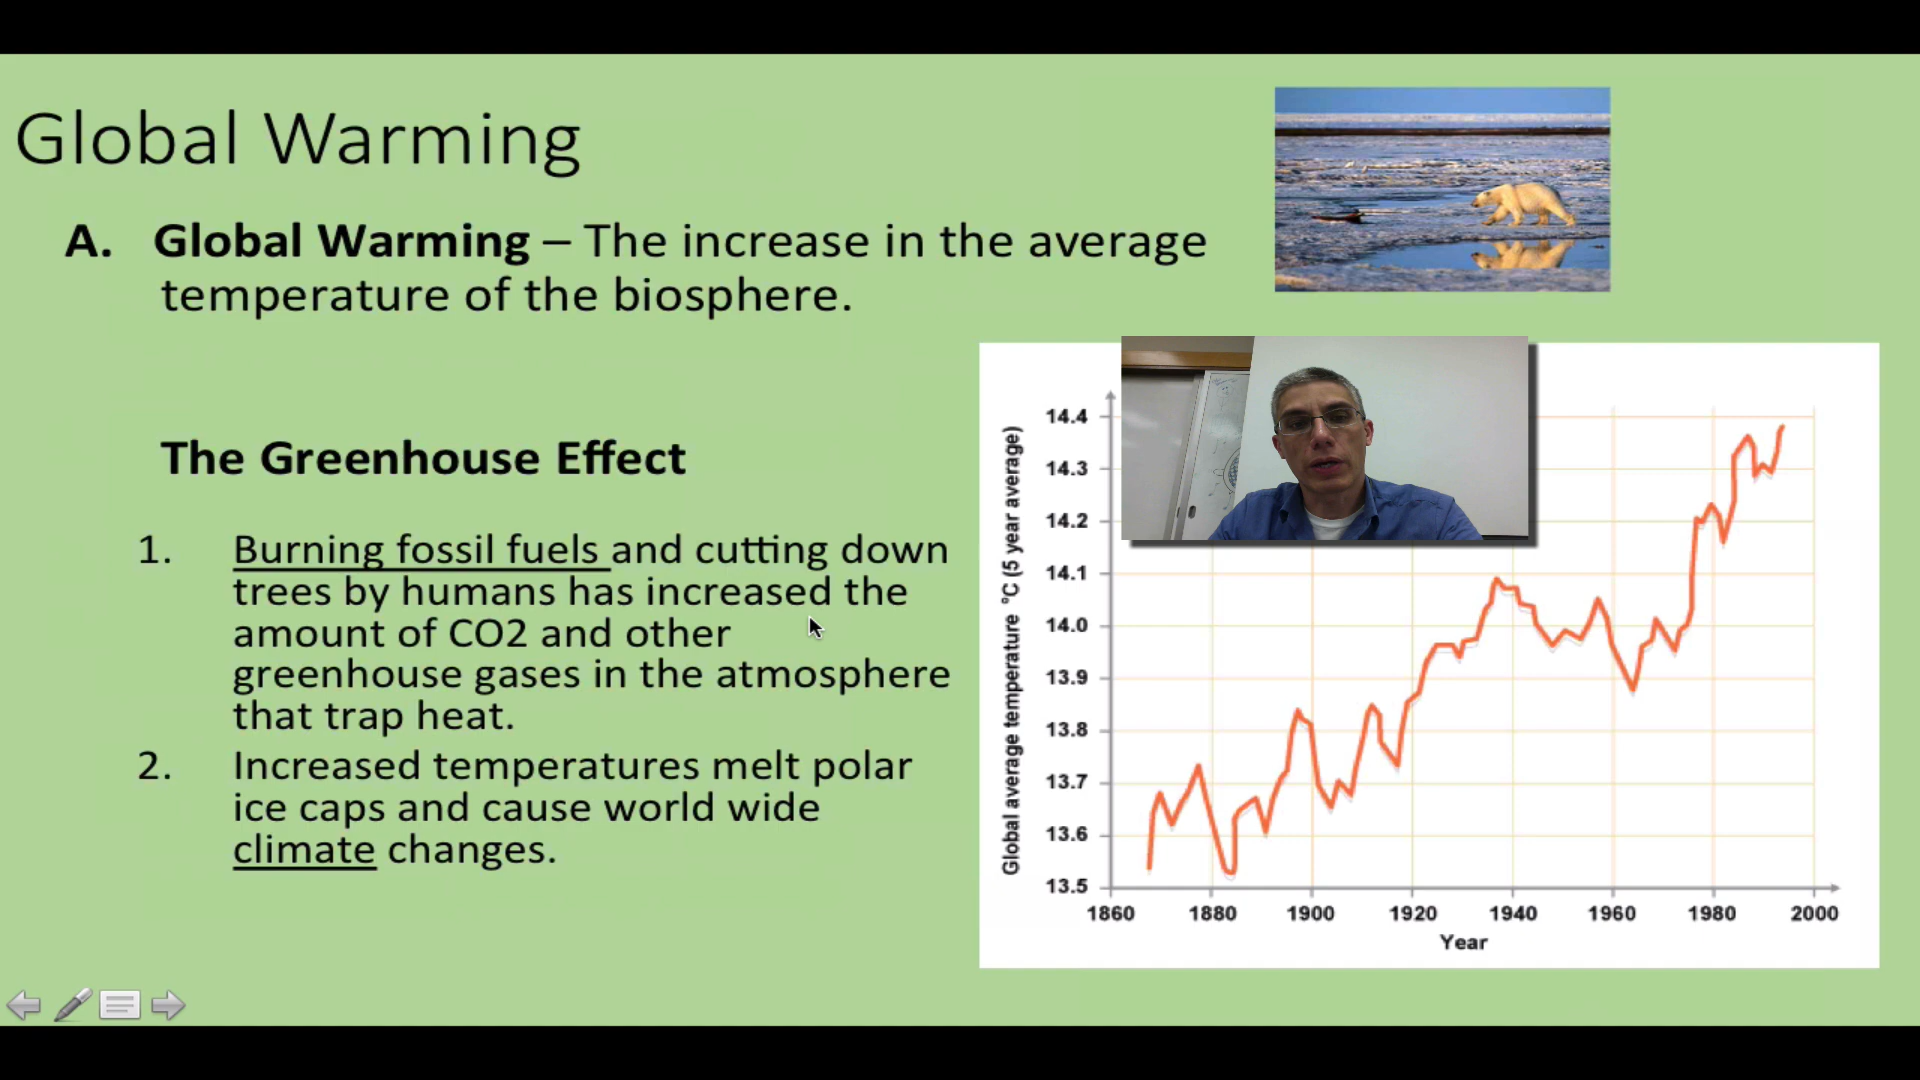 Global Warming
A. Global Warming – The increase in the average
temperature of the biosphere.
The Greenhouse Effect
1. Burning fossil fuels and cutting down
trees by humans has increased the
amount of CO2 and other
greenhouse gases in the atmosphere
that trap heat.
2. Increased temperatures melt polar
ice caps and cause world wide
climate changes.
Global average temperature °C (5 year average)
14.4
14.3
14.2
14.1
14.0
13.9
13.8
13.7
13.6
13.5
1860 1880 1900 1920 1940 1960 1980 2000
Year